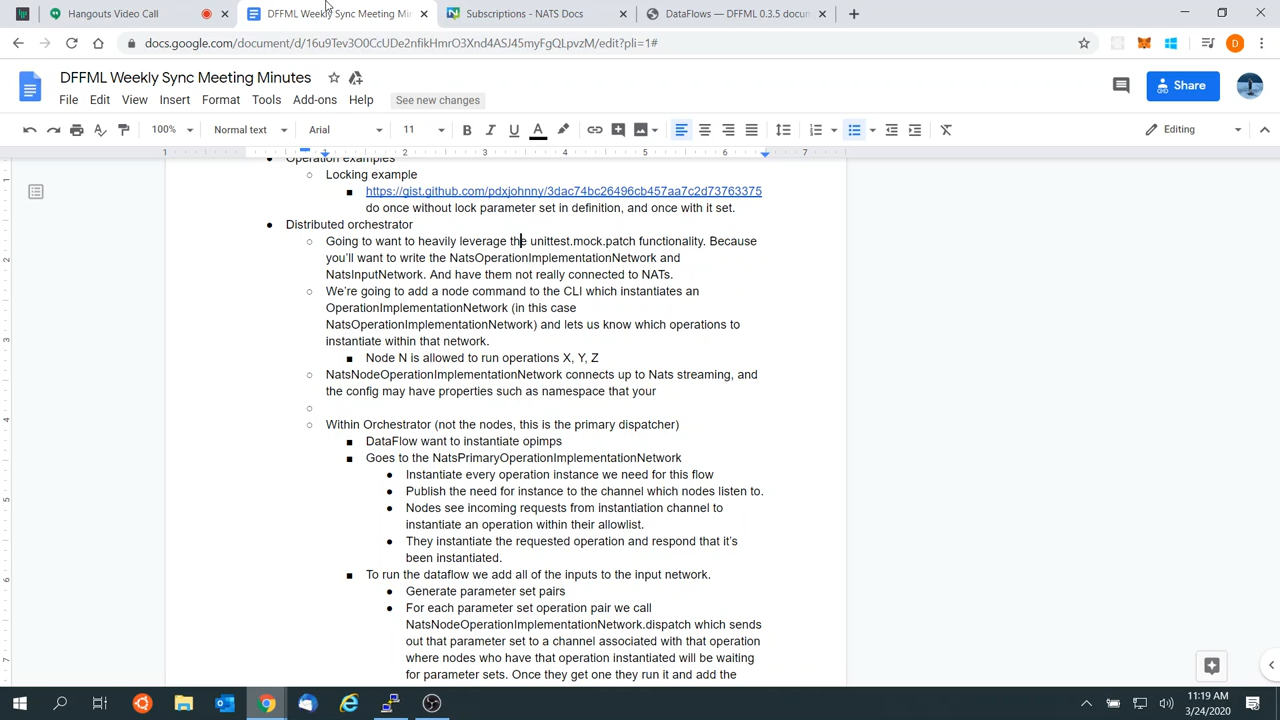 Hangouts Video Call
DFFML Weekly Sync Meeting Min
Subscriptions - NATS Docs
DataFlows — DFFML 0.3.5 docum
docs.google.com/document/d/16u9Tev3O0CcUDe2nfikHmrO3Xnd4ASJ45myFgQLpvzM/edit?pli=1#
D
DFFML Weekly Sync Meeting Minutes
Share
File Edit View Insert Format Tools Add-ons Help See new changes
100% Normal text Arial 11 B I U A Editing
1 1 2 3 4 5 6 7
Operation examples
Locking example
https://gist.github.com/pdxjohnny/3dac74bc26496cb457aa7c2d73763375
do once without lock parameter set in definition, and once with it set.
Distributed orchestrator
Going to want to heavily leverage the unittest.mock.patch functionality. Because
you'll want to write the NatsOperationImplementationNetwork and
NatsInputNetwork. And have them not really connected to NATs.
We're going to add a node command to the CLI which instantiates an
OperationImplementationNetwork (in this case
NatsOperationImplementationNetwork) and lets us know which operations to
instantiate within that network.
Node N is allowed to run operations X, Y, Z
NatsNodeOperationImplementationNetwork connects up to Nats streaming, and
the config may have properties such as namespace that your
Within Orchestrator (not the nodes, this is the primary dispatcher)
DataFlow want to instantiate opimps
Goes to the NatsPrimaryOperationImplementationNetwork
Instantiate every operation instance we need for this flow
Publish the need for instance to the channel which nodes listen to.
Nodes see incoming requests from instantiation channel to
instantiate an operation within their allowlist.
They instantiate the requested operation and respond that it's
been instantiated.
To run the dataflow we add all of the inputs to the input network.
Generate parameter set pairs
For each parameter set operation pair we call
NatsNodeOperationImplementationNetwork.dispatch which sends
out that parameter set to a channel associated with that operation
where nodes who have that operation instantiated will be waiting
for parameter sets. Once they get one they run it and add the
11:19 AM
3/24/2020